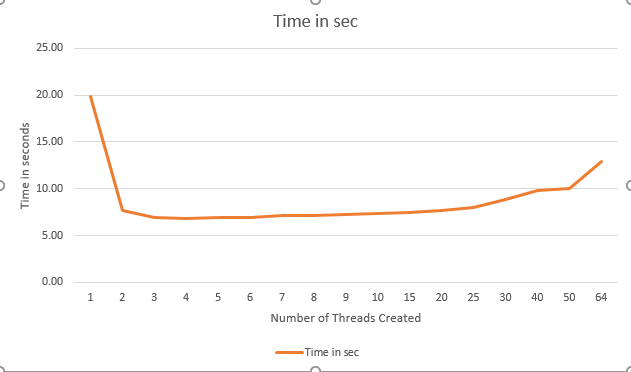 Time in sec
25.00
20.00
15.00
10.00
5.00
0.00
Time in seconds
1 2 3 4 5 6 7 8 9 10 15 20 25 30 40 50 64
Number of Threads Created
Time in sec